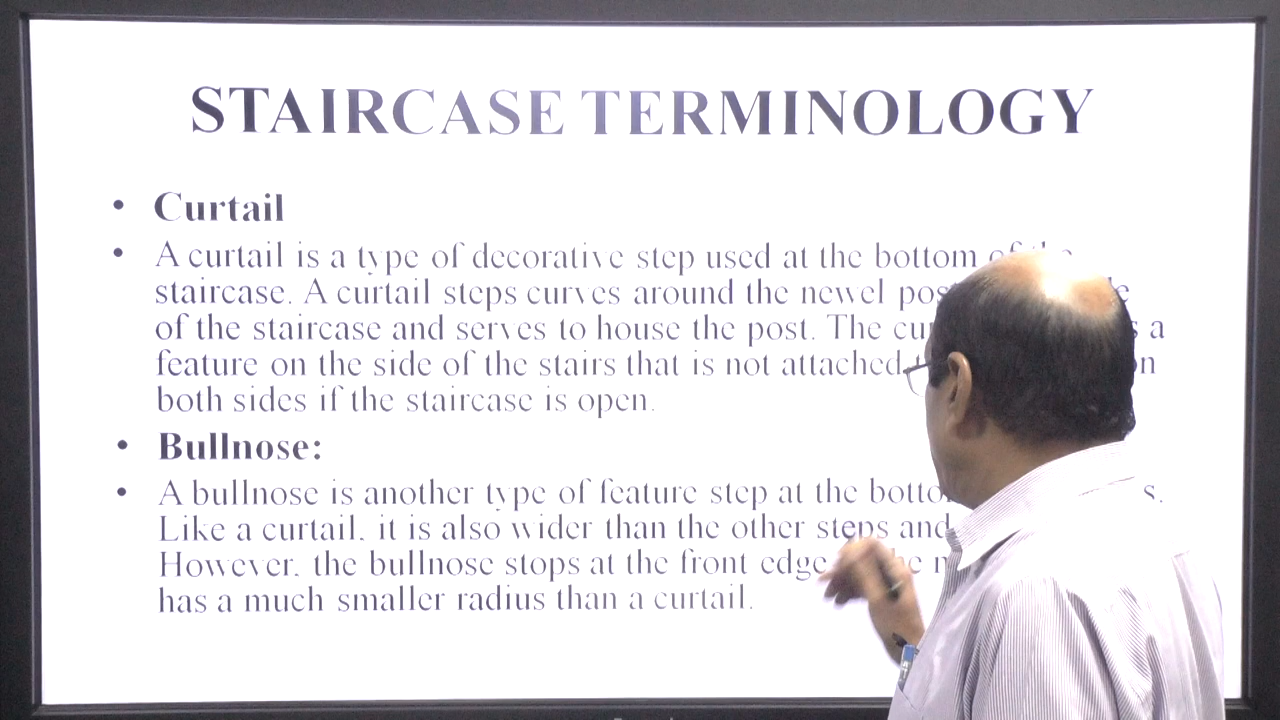 STAIRCASE TERMINOLOGY
• Curtail
• A curtail is a type of decorative step used at the bottom of the
staircase. A curtail steps curves around the newel
of the staircase and serves to house the post. The a
feature on the side of the stairs that is not attached
both sides if the staircase is open.
• Bullnose:
• A bullnose is another type of feature step at the
Like a curtail, it is also wider than the other steps and
However, the bullnose stops at the front edge
has a much smaller radius than a curtail.